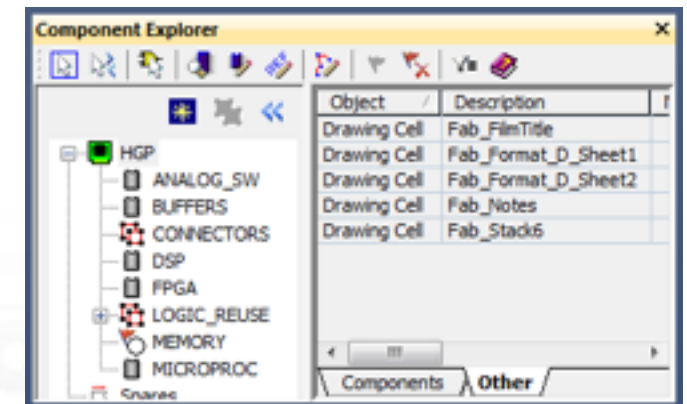 Component Explorer
Object Description
Drawing Cell Fab_FilmTitle
Drawing Cell Fab_Format_D_Sheet1
Drawing Cell Fab_Format_D_Sheet2
Drawing Cell Fab_Notes
Drawing Cell Fab_Stack6
HGP
ANALOG_SW
BUFFERS
CONNECTORS
DSP
FPGA
LOGIC_REUSE
MEMORY
MICROPROC
Spares
Components Other